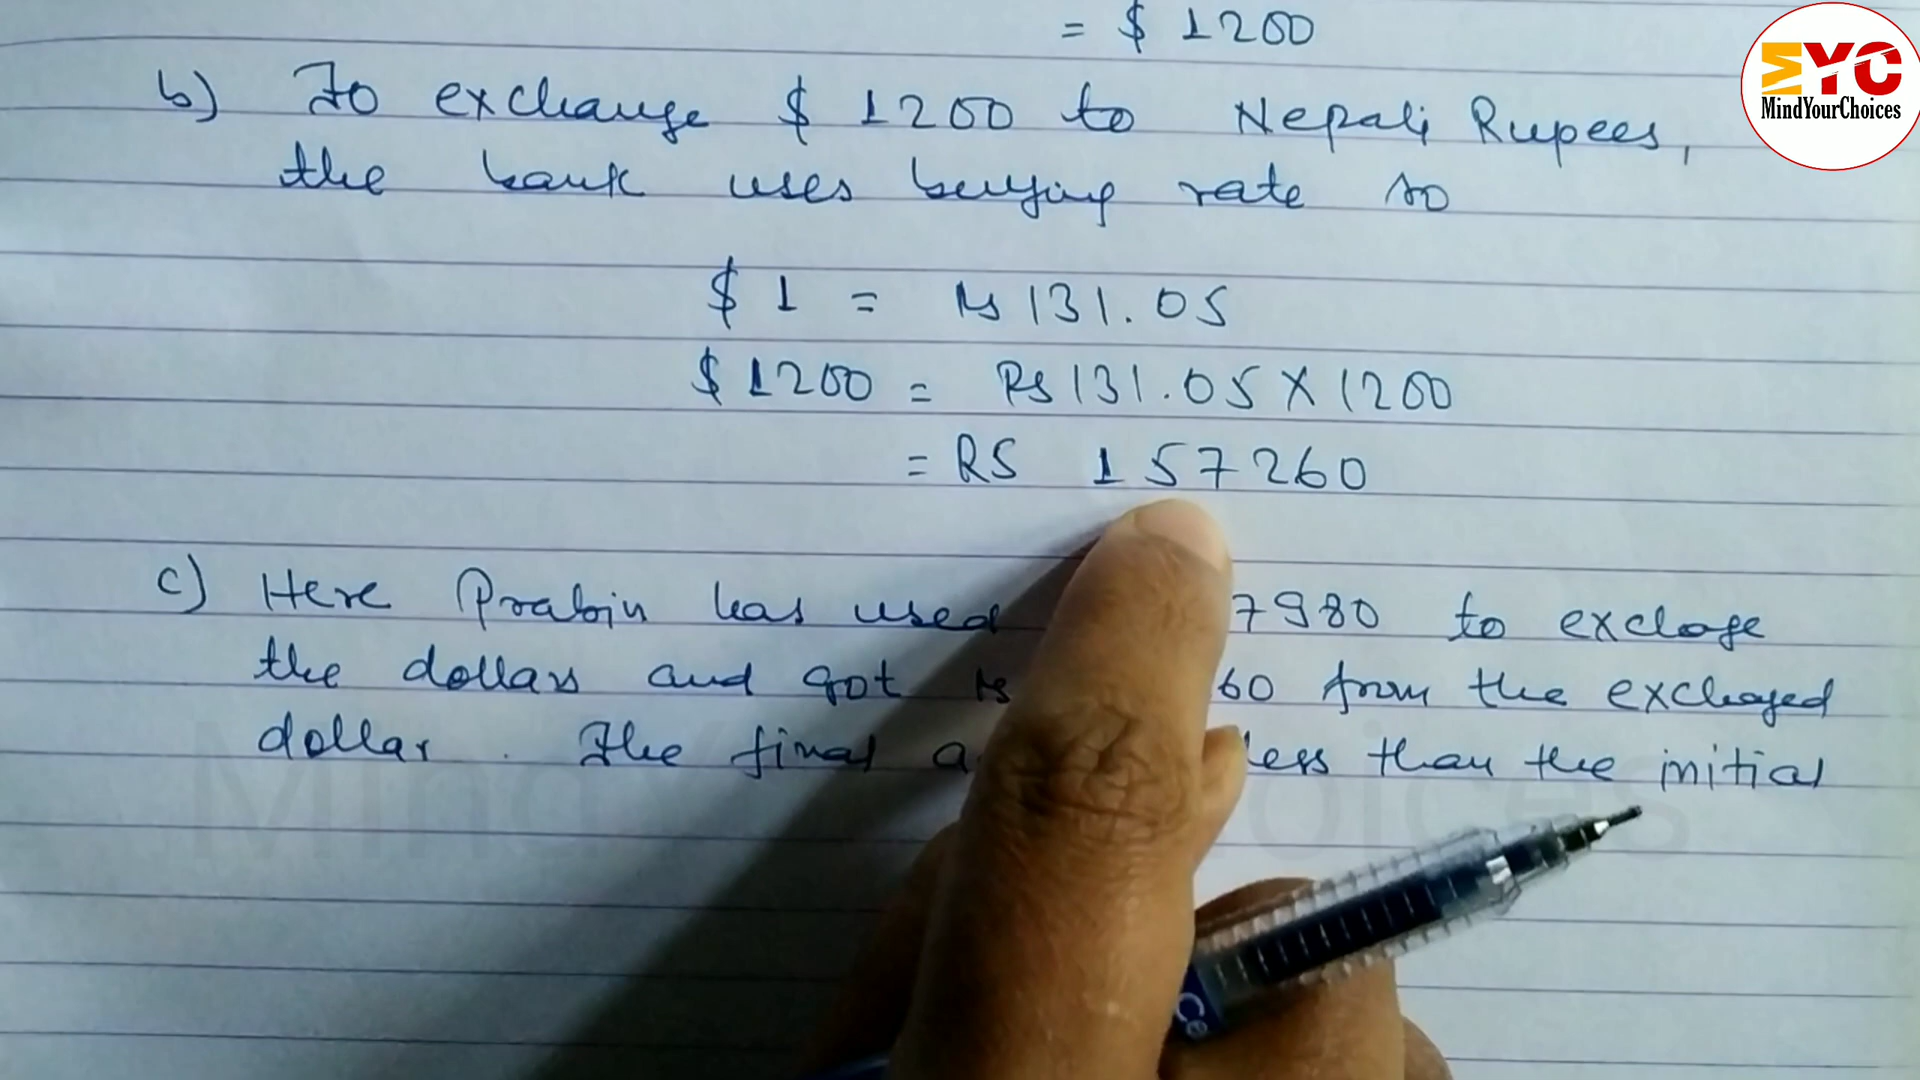 = $ 1200
MYC
MindYourChoices
b) To exchange $ 1200 to Nepali Rupees,
the bank uses buying rate so
$ 1 = Rs 131.05
$ 1200 = Rs 131.05 X 1200
= RS 157260
c) Here Prabin has used 7980 to exchage
the dollars and got Rs 60 from the exchaged
dollar. The final less than the initial